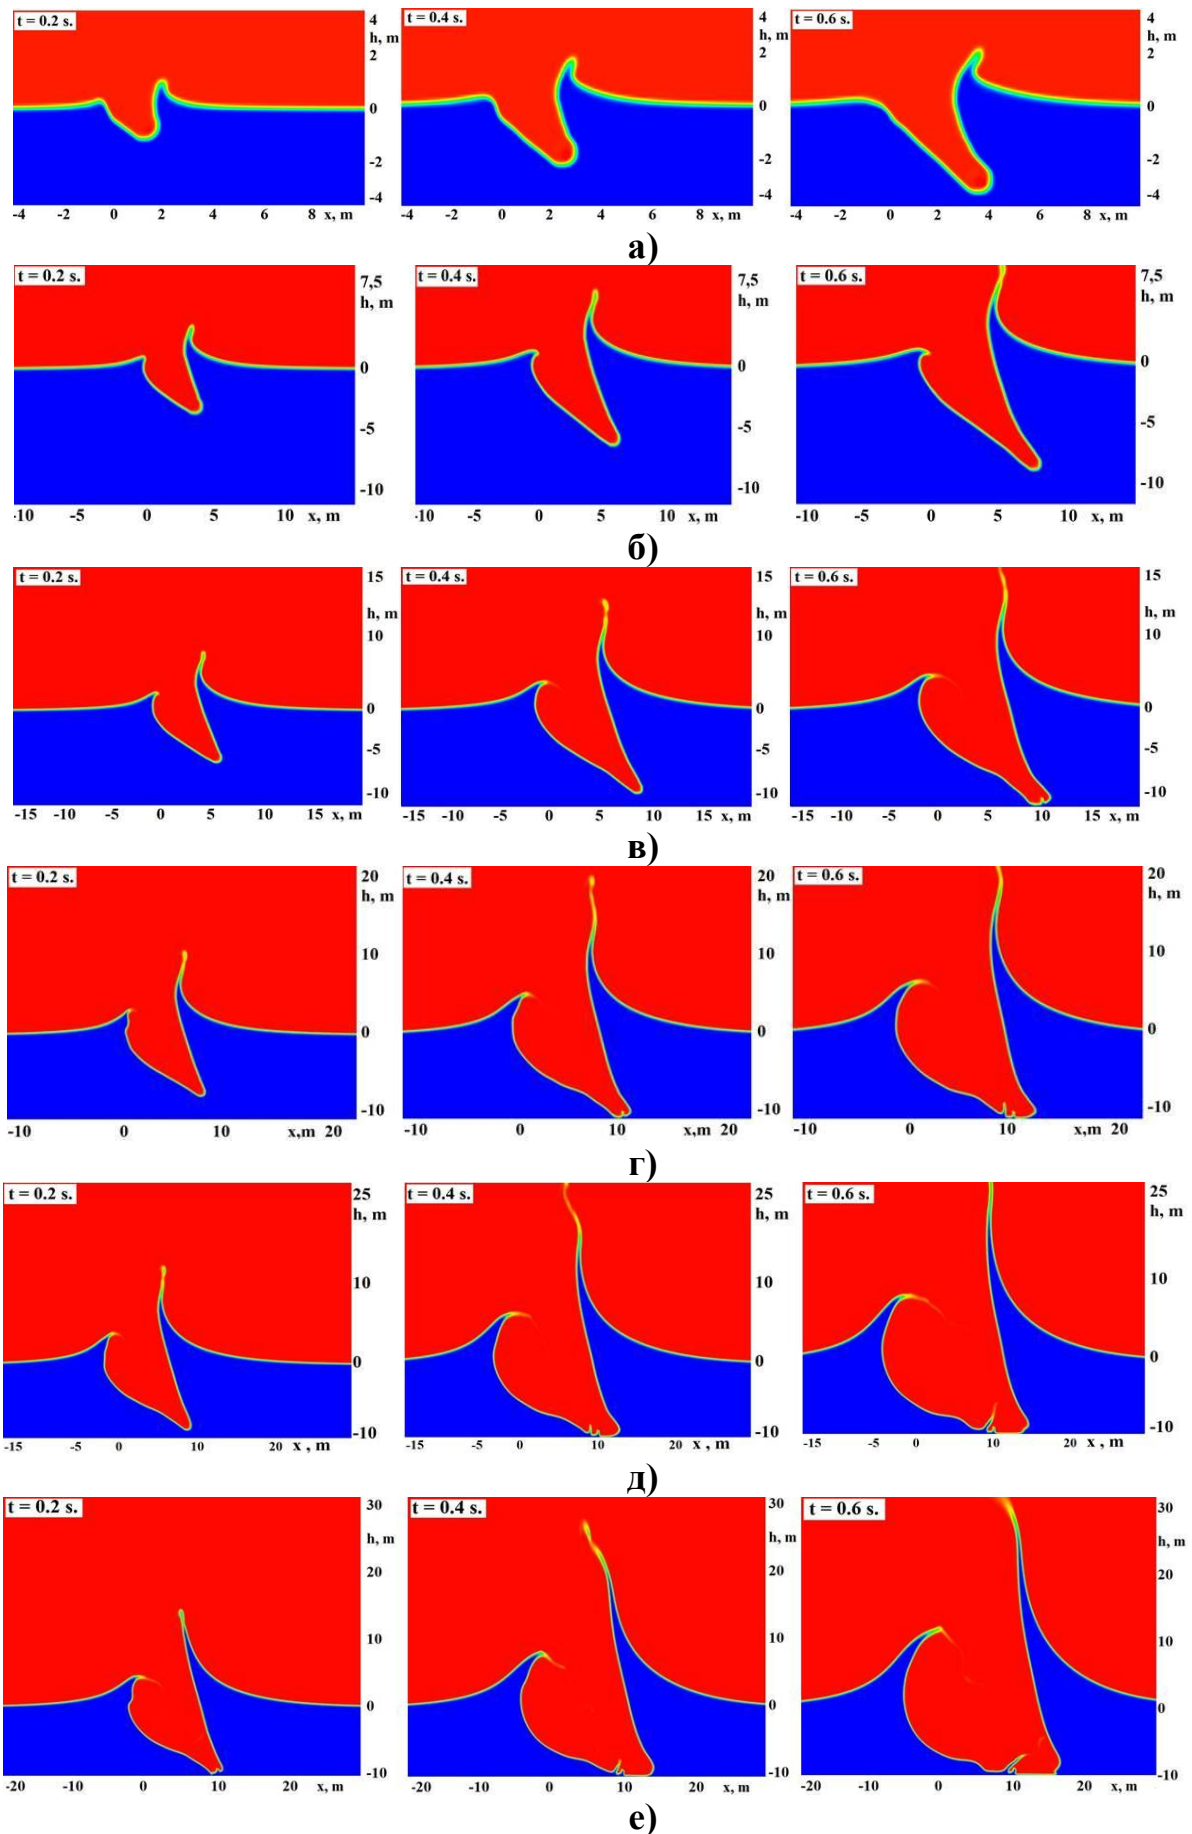 t = 0.2 s. 4 t = 0.4 s. 4 t = 0.6 s. 4
h, m h, m h, m
2 2 2
0 0 0
-2 -2 -2
-4 -4 -4
-4 -2 0 2 4 6 8 x, m -4 -2 0 2 4 6 8 x, m -4 -2 0 2 4 6 8 x, m
а)
t = 0.2 s. 7,5 t = 0.4 s. 7,5 t = 0.6 s. 7,5
h, m h, m h, m
0 0 0
-5 -5 -5
-10 -10 -10
-10 -5 0 5 10 x, m -10 -5 0 5 10 x, m -10 -5 0 5 10 x, m
б)
t = 0.2 s. 15 t = 0.4 s. 15 t = 0.6 s. 15
h, m h, m h, m
10 10 10
0 0 0
-5 -5 -5
-10 -10 -10
-15 -10 -5 0 5 10 15 x, m -15 -10 -5 0 5 10 15 x, m -15 -10 -5 0 5 10 15 x, m
в)
t = 0.2 s. 20 t = 0.4 s. 20 t = 0.6 s. 20
h, m h, m h, m
10 10 10
0 0 0
-10 -10 -10
-10 0 10 x,m 20 -10 0 10 x,m 20 -10 0 10 x,m 20
г)
t = 0.2 s. 25 t = 0.4 s. 25 t = 0.6 s. 25
h, m h, m h, m
10 10 10
0 0 0
-10 -10 -10
-15 -5 0 10 20 x , m -15 -5 0 10 20 x , m -15 -5 0 10 20 x , m
д)
t = 0.2 s. 30 t = 0.4 s. 30 t = 0.6 s. 30
h, m h, m h, m
20 20 20
10 10 10
0 0 0
-10 -10 -10
-20 -10 0 10 20 x, m -20 -10 0 10 20 x, m -20 -10 0 10 20 x, m
е)